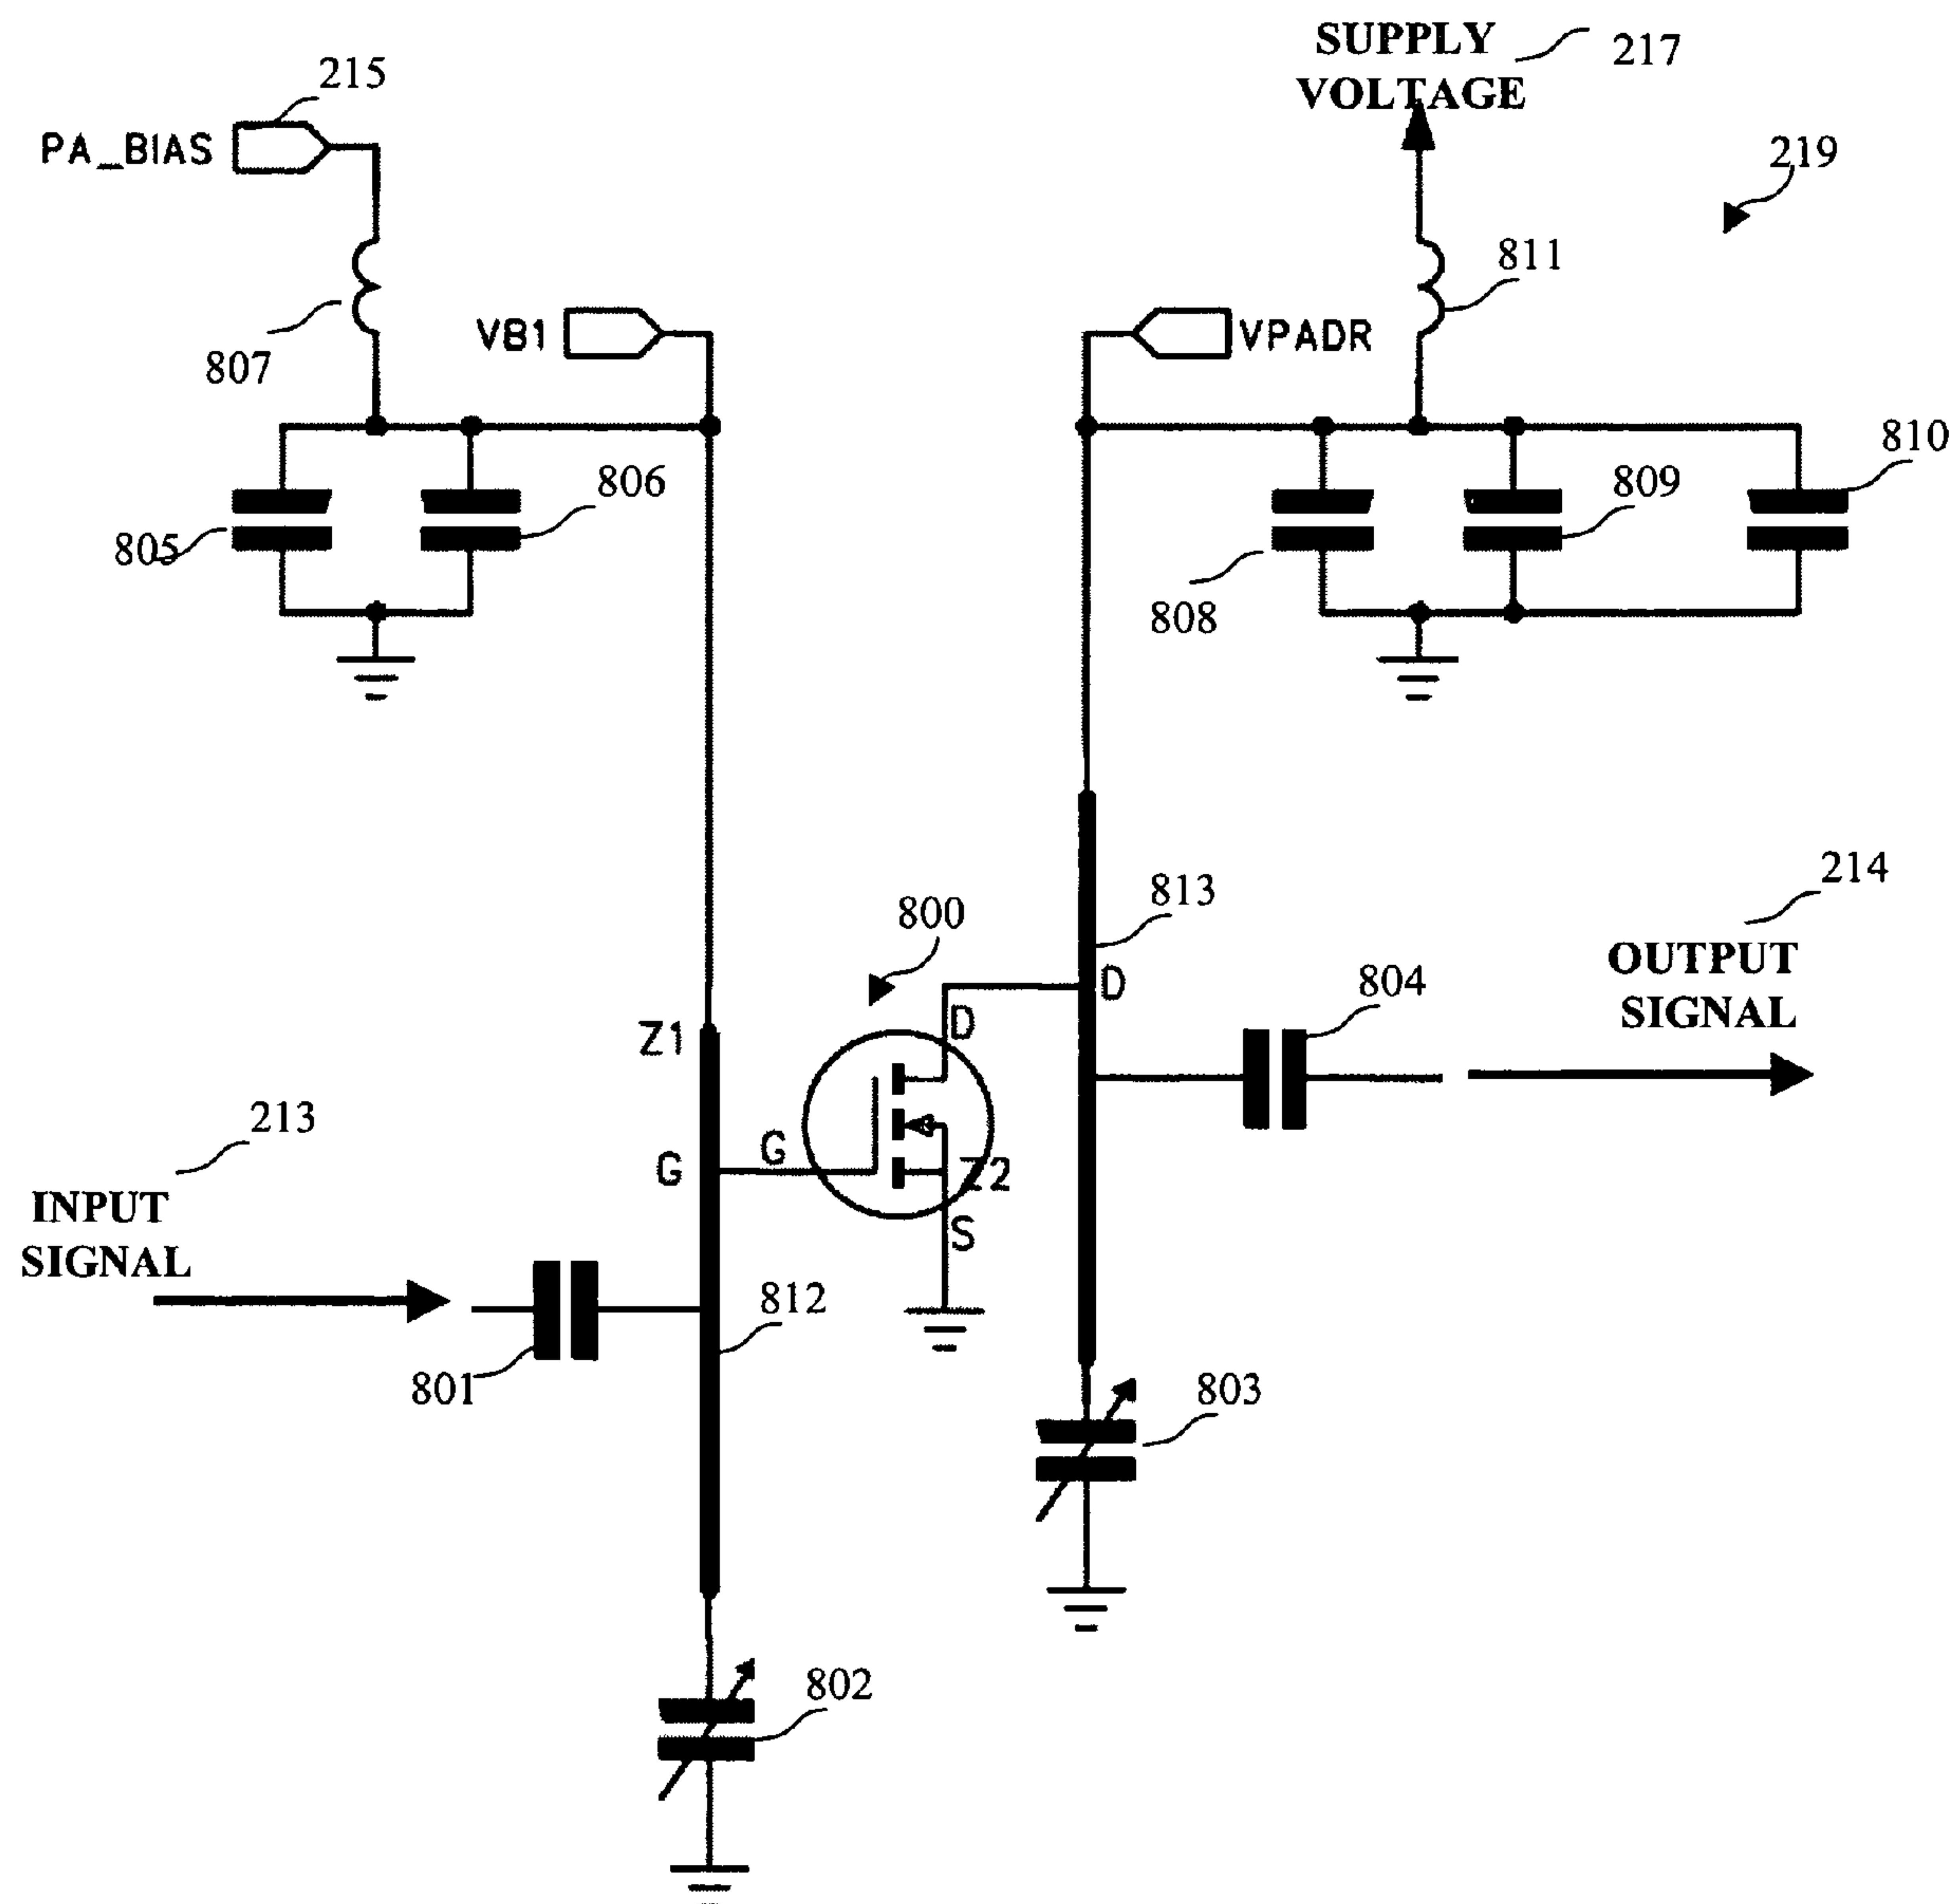 SUPPLY
VOLTAGE
217
215
PA_BIAS
219
811
807
VB1
VPADR
810
806
809
805
808
813
214
800
804
OUTPUT
SIGNAL
D
D
Z1
213
G
G
Z2
S
INPUT
SIGNAL
812
801
803
802